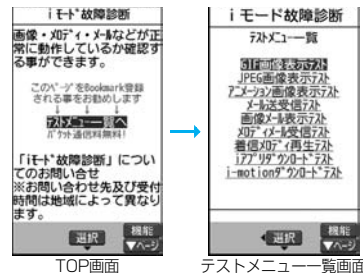 iモード故障診断
画像・メロディ・メールなどが正
常に動作しているか確認す
る事ができます。
このページをBookmark登録
される事をお勧めします
↓ ↓ ↓
テストメニュー一覧へ
パケット通信料無料!
「iモード故障診断」につい
てのお問い合せ
※お問い合わせ先及び受付
時間は地域によって異なり
ます。
選択
機能
▼ページ
TOP画面
iモード故障診断
テストメニュー一覧
GIF画像表示テスト
JPEG画像表示テスト
アニメーション画像表示テスト
メール送受信テスト
画像メール表示テスト
メロディメール受信テスト
着信メロディ再生テスト
iアプリダウンロードテスト
i-motionダウンロードテスト
選択
機能
▼ページ
テストメニュー一覧画面